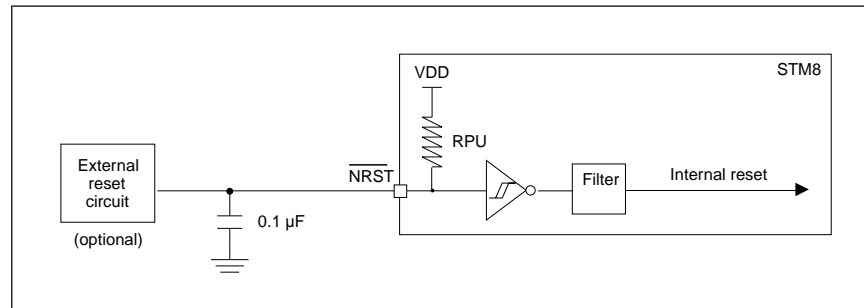 STM8
VDD
RPU
External
reset
circuit
(optional)
NRST
0.1 µF
Filter
Internal reset